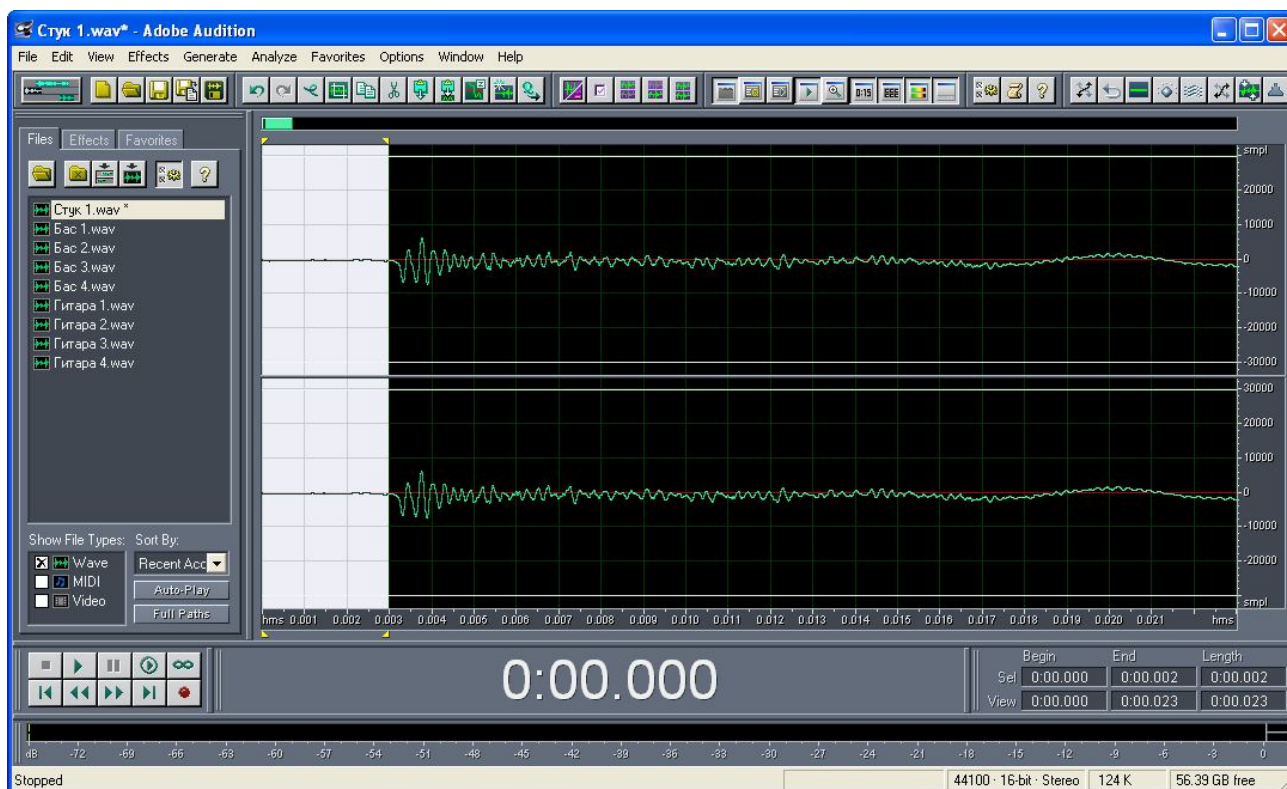 Стук 1.wav* - Adobe Audition
File Edit View Effects Generate Analyze Favorites Options Window Help
Files Effects Favorites
Стук 1.wav *
Бас 1.wav
Бас 2.wav
Бас 3.wav
Бас 4.wav
Гитара 1.wav
Гитара 2.wav
Гитара 3.wav
Гитара 4.wav
Show File Types: Sort By:
Wave Recent Acc
MIDI
Video
Auto-Play
Full Paths
smpl
20000
10000
0
-10000
-20000
-30000
30000
20000
10000
0
-10000
-20000
smpl
hms 0.001 0.002 0.003 0.004 0.005 0.006 0.007 0.008 0.009 0.010 0.011 0.012 0.013 0.014 0.015 0.016 0.017 0.018 0.019 0.020 0.021 hms
0:00.000
Begin End Length
Sel 0:00.000 0:00.002 0:00.002
View 0:00.000 0:00.023 0:00.023
dB -72 -69 -66 -63 -60 -57 -54 -51 -48 -45 -42 -39 -36 -33 -30 -27 -24 -21 -18 -15 -12 -9 -6 -3 0
Stopped 44100 · 16-bit · Stereo 124 K 56.39 GB free